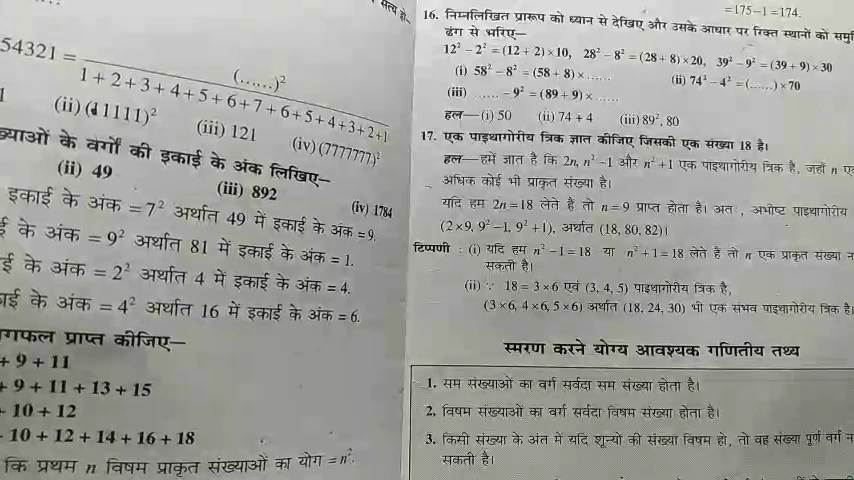 सत्य हो,
54321 = (......)²
1 + 2 + 3 + 4 + 5 + 6 + 7 + 6 + 5 + 4 + 3 + 2 + 1
(iii) 121
(iv) (7777777)²
वर्गों की इकाई के अंक लिखिए—
(ii) 49
(iii) 892
(iv) 1784
इकाई के अंक = 7² अर्थात 49 में इकाई के अंक = 9.
के अंक = 9² अर्थात 81 में इकाई के अंक = 1.
के अंक = 2² अर्थात 4 में इकाई के अंक = 4.
के अंक = 4² अर्थात 16 में इकाई के अंक = 6.
प्राप्त कीजिए—
+ 9 + 11
+ 9 + 11 + 13 + 15
+ 10 + 12
+ 10 + 12 + 14 + 16 + 18
कि प्रथम n विषम प्राकृत संख्याओं का योग = n².
= 175 – 1 = 174.
16. निम्नलिखित प्रारूप को ध्यान से देखिए और उसके आधार पर रिक्त स्थानों को
ढंग से भरिए—
12² – 2² = (12 + 2) × 10, 28² – 8² = (28 + 8) × 20, 39² – 9² = (39 + 9) × 30
(i) 58² – 8² = (58 + 8) × ...... (ii) 74² – 4² = (......) × 70
(iii) ...... – 9² = (89 + 9) × ......
हल—(i) 50 (ii) 74 + 4 (iii) 89², 80
17. एक पाइथागोरीय त्रिक ज्ञात कीजिए जिसकी एक संख्या 18 है।
हल—हमें ज्ञात है कि 2n, n² – 1 और n² + 1 एक पाइथागोरीय त्रिक है, जहाँ n
अधिक कोई भी प्राकृत संख्या है।
यदि हम 2n = 18 लेते है तो n = 9 प्राप्त होता है। अतः, अभीष्ट पाइथागोरीय
(2 × 9, 9² – 1, 9² + 1), अर्थात (18, 80, 82)।
टिप्पणी : (i) यदि हम n² – 1 = 18 या n² + 1 = 18 लेते है तो n एक प्राकृत संख्या
सकती है।
(ii) ∵ 18 = 3 × 6 एवं (3, 4, 5) पाइथागोरीय त्रिक है,
(3 × 6, 4 × 6, 5 × 6) अर्थात (18, 24, 30) भी एक संभव पाइथागोरीय त्रिक है।
स्मरण करने योग्य आवश्यक गणितीय तथ्य
1. सम संख्याओं का वर्ग सर्वदा सम संख्या होता है।
2. विषम संख्याओं का वर्ग सर्वदा विषम संख्या होता है।
3. किसी संख्या के अंत में यदि शून्यों की संख्या विषम हो, तो वह संख्या पूर्ण वर्ग
सकती है।